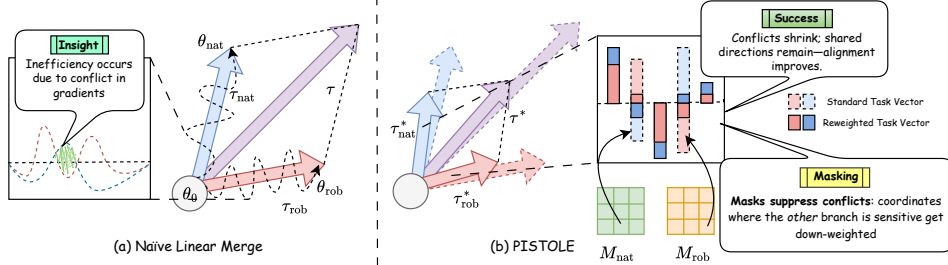 Insight
Inefficiency occurs
due to conflict in
gradients
θnat
τnat
τ
θ0
θrob
τrob
(a) Naïve Linear Merge
τ*nat
τ*
τ*rob
(b) PISTOLE
Mnat
Mrob
Success
Conflicts shrink; shared
directions remain—alignment
improves.
Standard Task Vector
Reweighted Task Vector
Masking
Masks suppress conflicts: coordinates
where the other branch is sensitive get
down-weighted